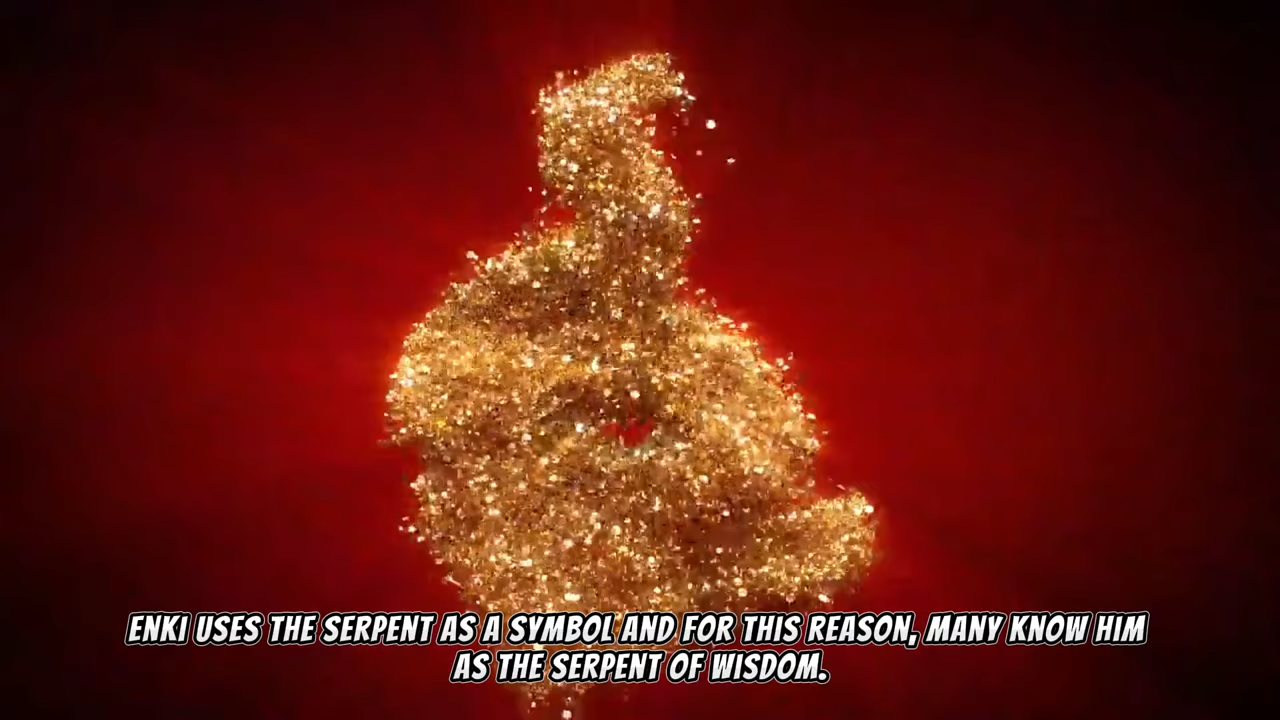 ENKI USES THE SERPENT AS A SYMBOL AND FOR THIS REASON, MANY KNOW HIM
AS THE SERPENT OF WISDOM.